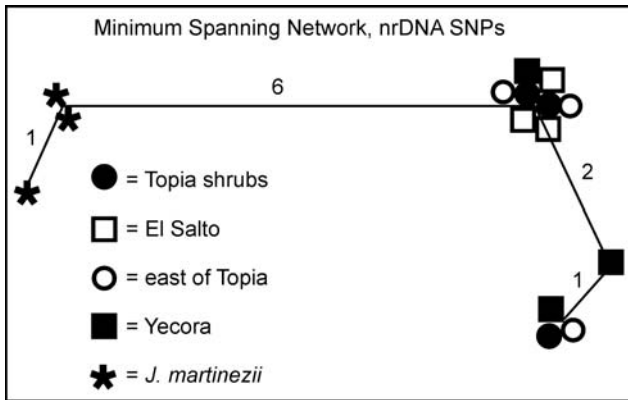 Minimum Spanning Network, nrDNA SNPs
6
1
2
= Topia shrubs
= El Salto
= east of Topia
1
= Yecora
= J. martinezii